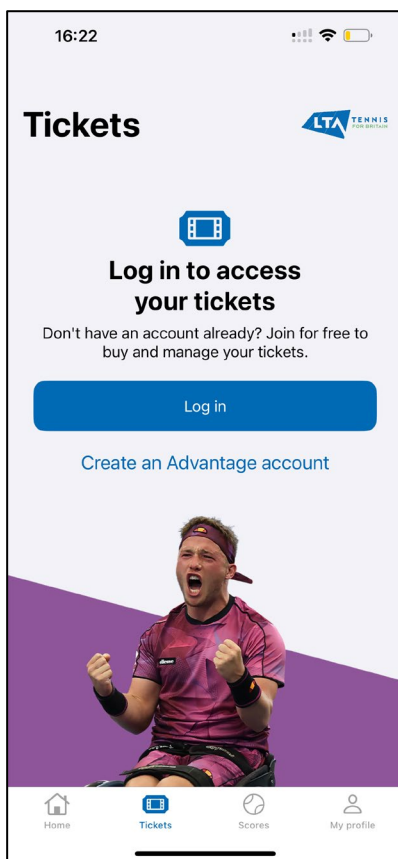 16:22
Tickets
LTA TENNIS
FOR BRITAIN
Log in to access
your tickets
Don't have an account already? Join for free to
buy and manage your tickets.
Log in
Create an Advantage account
ellesse
Home Tickets Scores My profile